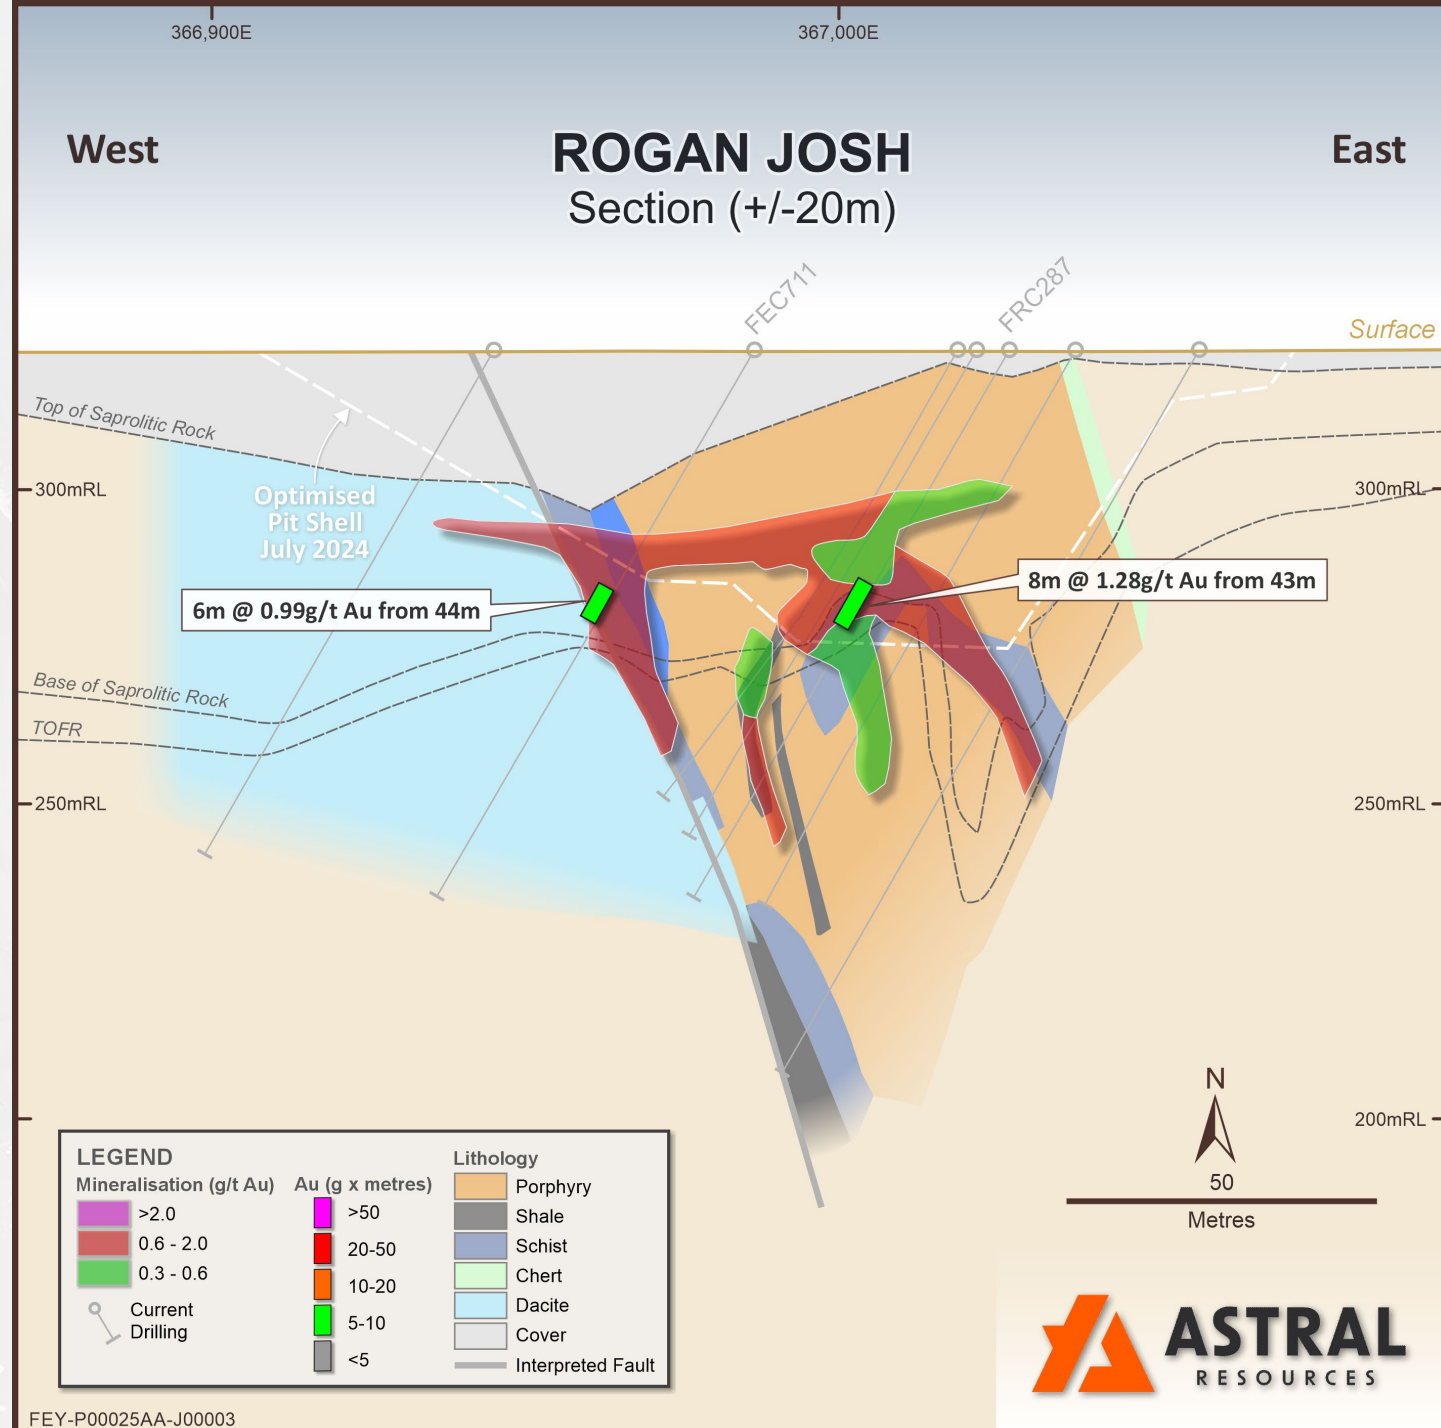 366,900E
367,000E
West
East
ROGAN JOSH
Section (+/-20m)
FEC711
FRC287
Surface
Top of Saprolitic Rock
Optimised
Pit Shell
July 2024
300mRL
300mRL
6m @ 0.99g/t Au from 44m
8m @ 1.28g/t Au from 43m
Base of Saprolitic Rock
TOFR
250mRL
250mRL
200mRL
N
50
Metres
LEGEND
Mineralisation (g/t Au)
>2.0
0.6 - 2.0
0.3 - 0.6
Current
Drilling
Au (g x metres)
>50
20-50
10-20
5-10
<5
Lithology
Porphyry
Shale
Schist
Chert
Dacite
Cover
Interpreted Fault
ASTRAL
RESOURCES
FEY-P00025AA-J00003